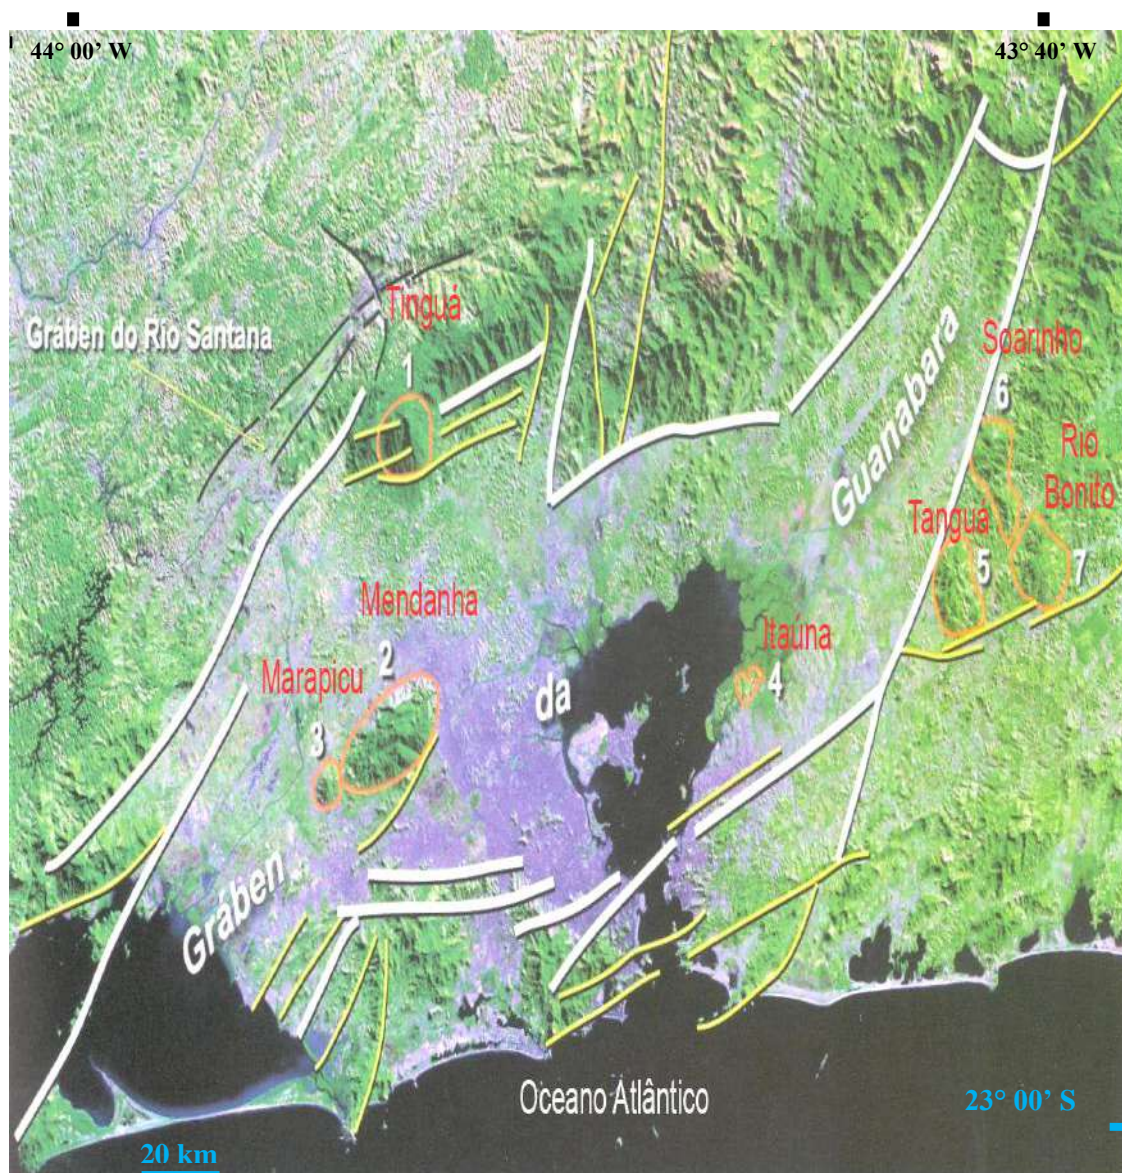 44° 00' W
43° 40' W
Tinguá
Gráben do Rio Santana
1
Soarinho
6
Rio
Bonito
Guanabara
Tanguá
5
7
Mendanha
2
Itaúna
4
Marapicu
3
da
Gráben
Oceano Atlântico
23° 00' S
20 km